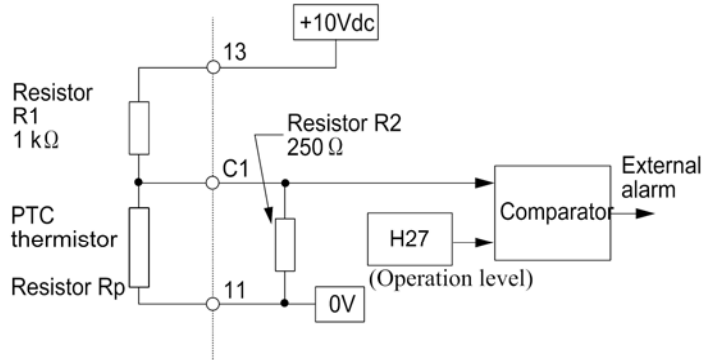 +10Vdc
13
Resistor
R1
1 kΩ
Resistor R2
250 Ω
C1
External
alarm
Comparator
PTC
thermistor
H27
(Operation level)
Resistor Rp
11
0V